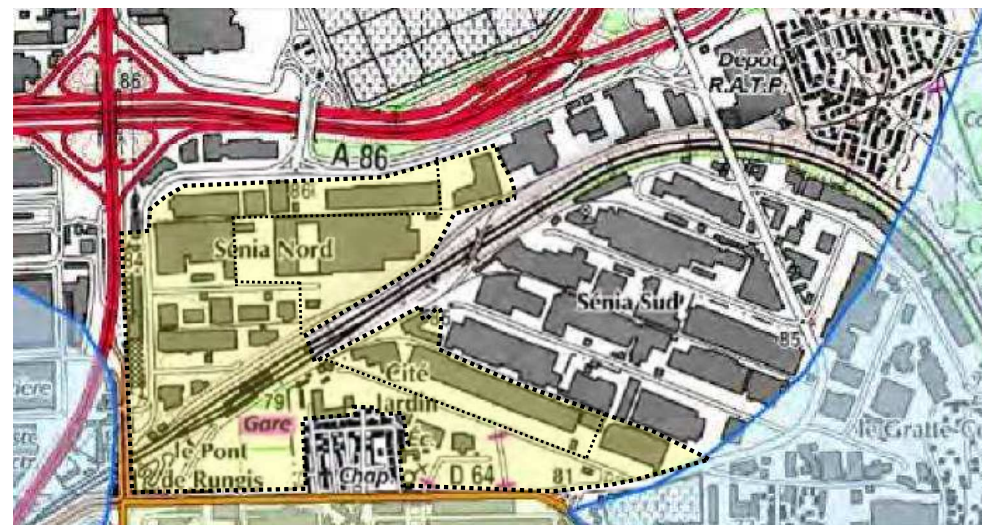 86
Dépôt
R.A.T.P.
A 86
86
Sénia Nord
Sénia Sud
85
Cité
79
Jardin
Gare
le Pont
de Rungis
Chap.
D 64
81
le Gratte-